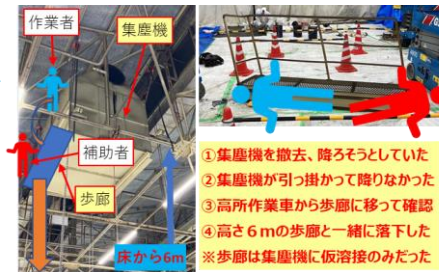 作業者
集塵機
補助者
歩廊
床から6m
①集塵機を撤去、降ろそうとしていた
②集塵機が引っ掛かって降りなかった
③高所作業車から歩廊に移って確認
④高さ６ｍの歩廊と一緒に落下した
※歩廊は集塵機に仮溶接のみだった